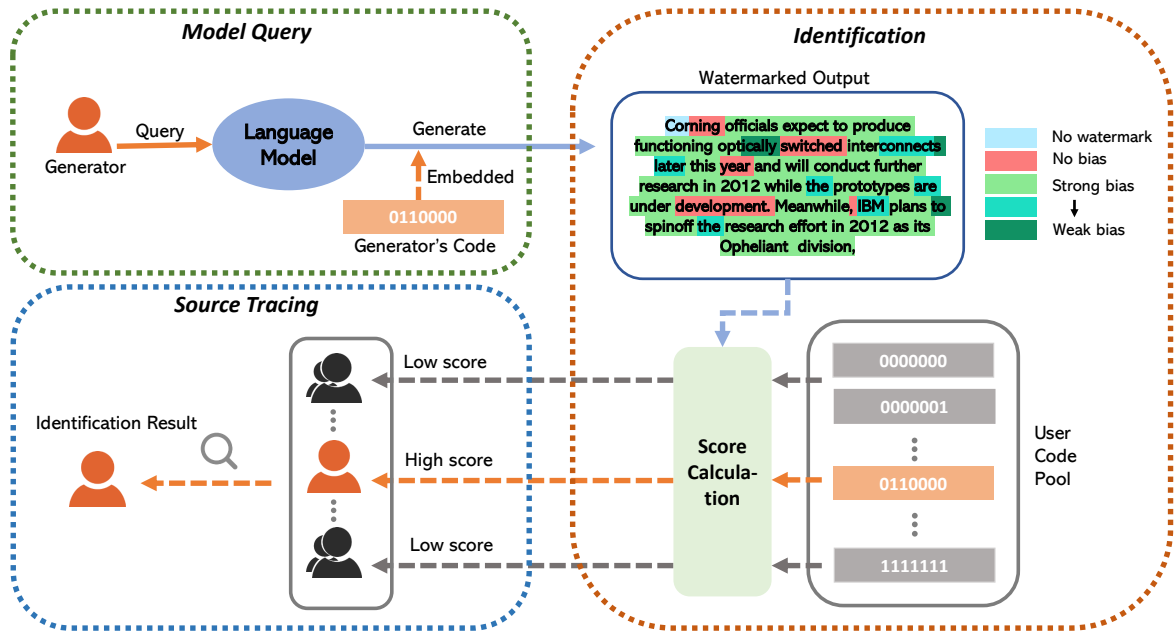 Model Query
Generator
Query
Language
Model
Generate
Embedded
0110000
Generator's Code
Identification
Watermarked Output
Corning officials expect to produce
functioning optically switched interconnects
later this year and will conduct further
research in 2012 while the prototypes are
under development. Meanwhile, IBM plans to
spinoff the research effort in 2012 as its
Opheliant division,
No watermark
No bias
Strong bias
Weak bias
Source Tracing
Low score
High score
Low score
Identification Result
Score
Calcula-
tion
0000000
0000001
0110000
1111111
User
Code
Pool